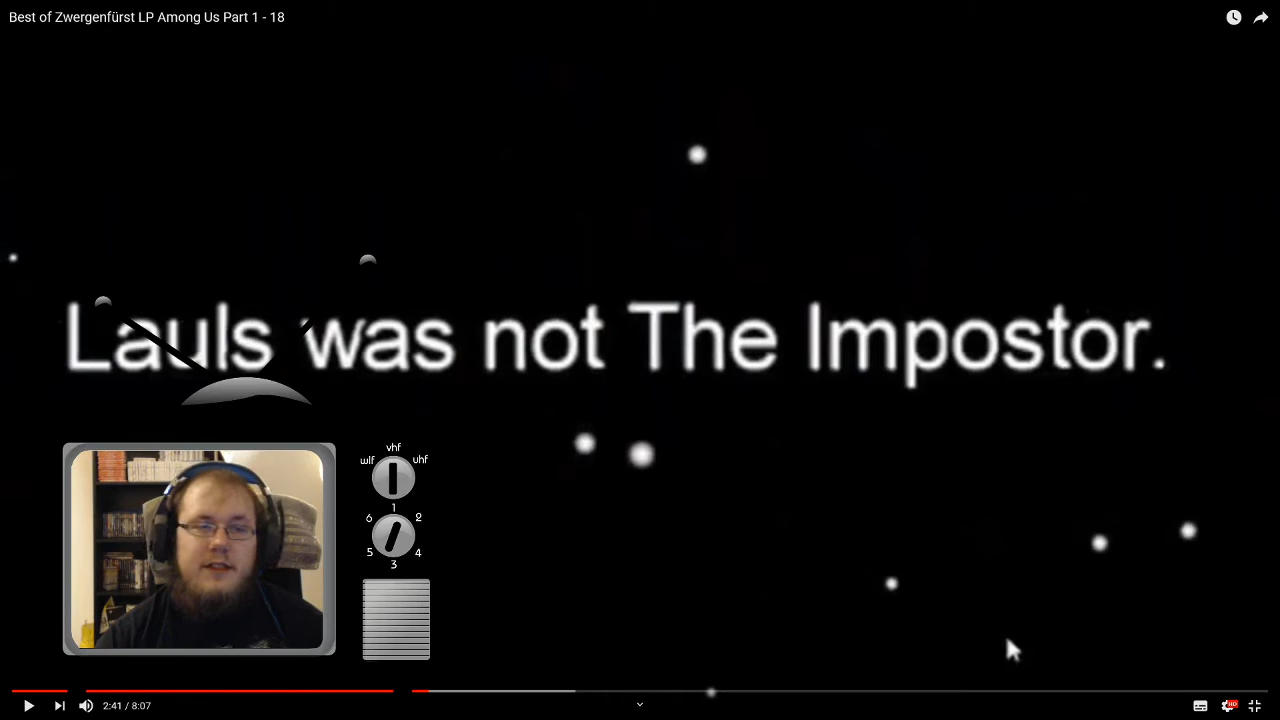 Best of Zwergenfürst LP Among Us Part 1 - 18
Lauls was not The Impostor.
vhf
wlf
uhf
1
6
2
5
4
3
2:41 / 8:07
HD